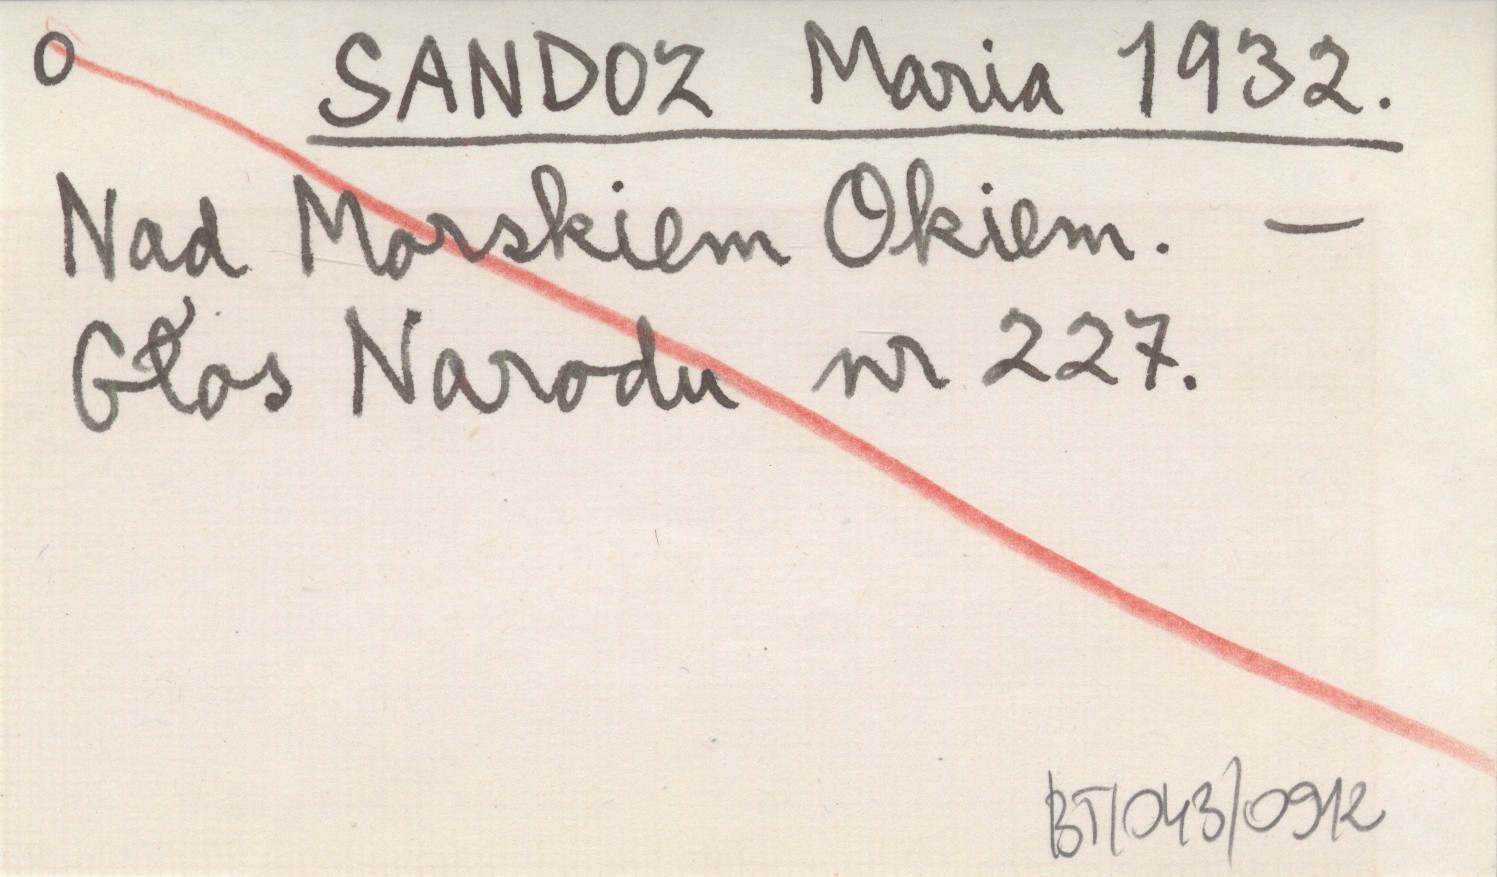 O SANDOZ Maria 1932.
Nad Morskiem Okiem. —
Głos Narodu nr 227.
BT/043/0912